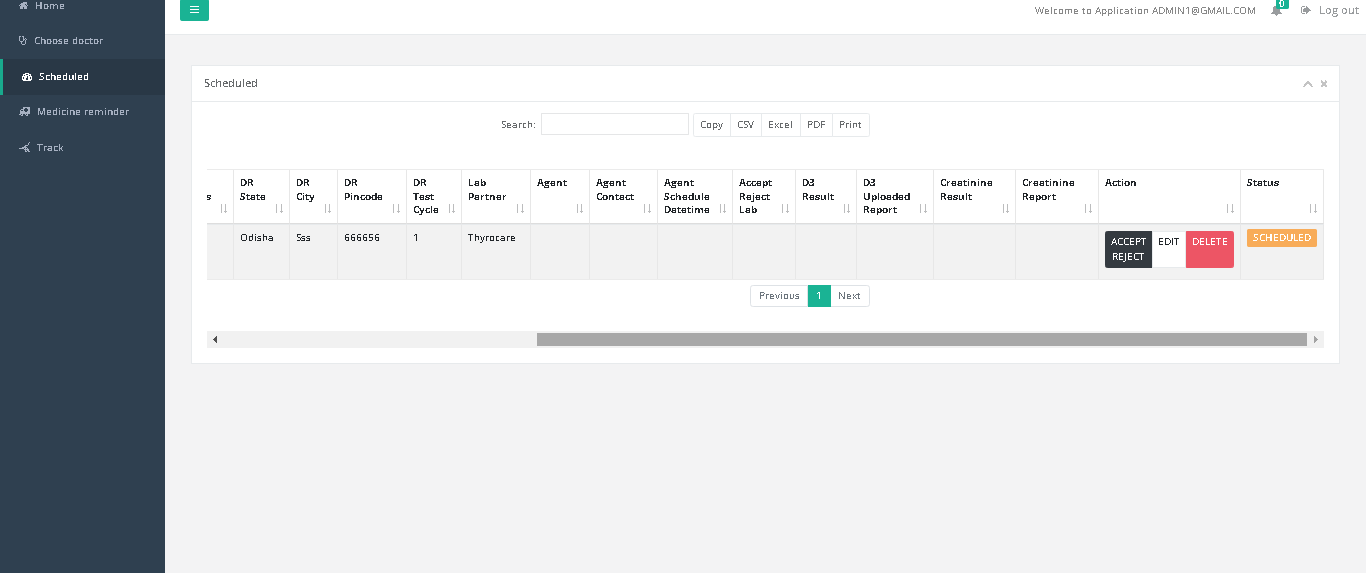 Home
Choose doctor
Scheduled
Medicine reminder
Track
Welcome to Application ADMIN1@GMAIL.COM 0 Log out
Scheduled
Search: Copy CSV Excel PDF Print
s DR State DR City DR Pincode DR Test Cycle Lab Partner Agent Agent Contact Agent Schedule Datetime Accept Reject Lab D3 Result D3 Uploaded Report Creatinine Result Creatinine Report Action Status
Odisha Sss 666656 1 Thyrocare ACCEPT REJECT EDIT DELETE SCHEDULED
Previous 1 Next